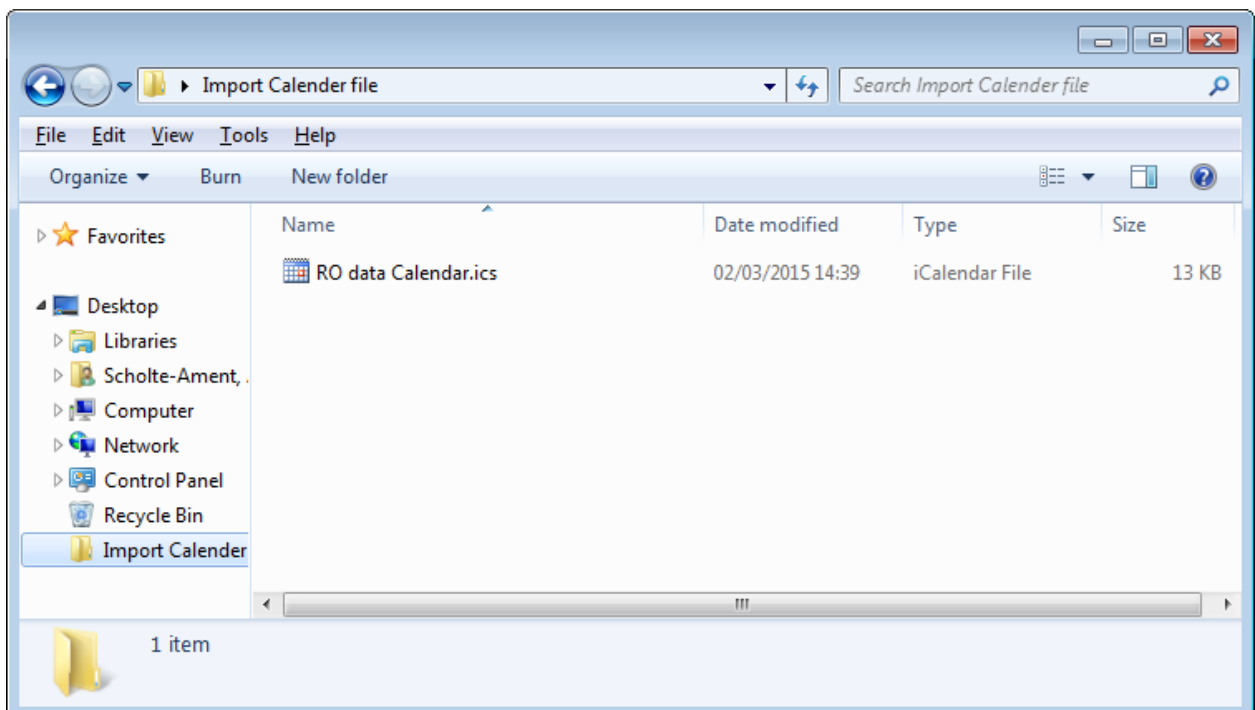 Import Calender file
Search Import Calender file
File Edit View Tools Help
Organize Burn New folder
Name Date modified Type Size
Favorites
RO data Calendar.ics 02/03/2015 14:39 iCalendar File 13 KB
Desktop
Libraries
Scholte-Ament,
Computer
Network
Control Panel
Recycle Bin
Import Calender
1 item